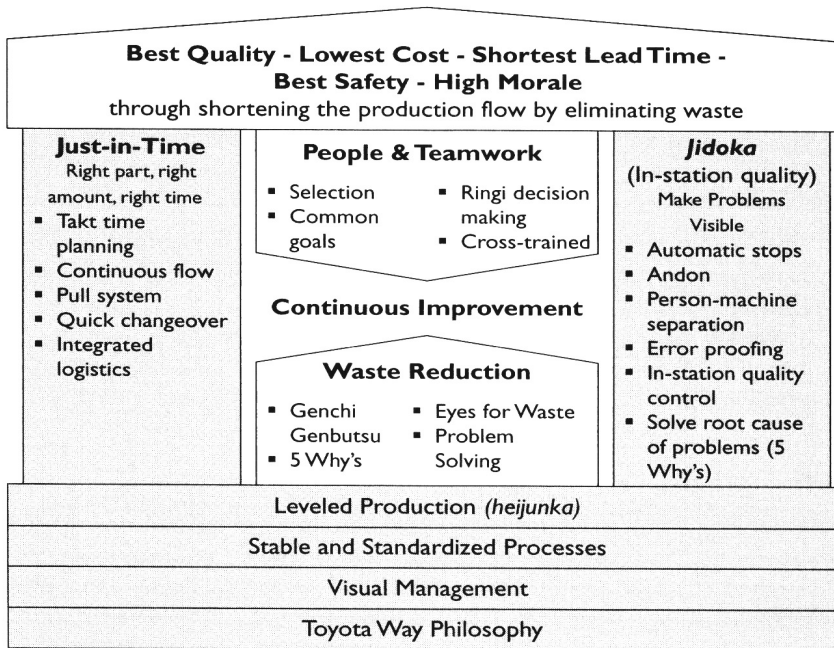 Best Quality - Lowest Cost - Shortest Lead Time -
Best Safety - High Morale
through shortening the production flow by eliminating waste
Just-in-Time
Right part, right
amount, right time
▪ Takt time
planning
▪ Continuous flow
▪ Pull system
▪ Quick changeover
▪ Integrated
logistics
People & Teamwork
▪ Selection
▪ Common
goals
▪ Ringi decision
making
▪ Cross-trained
Continuous Improvement
Waste Reduction
▪ Genchi
Genbutsu
▪ 5 Why's
▪ Eyes for Waste
▪ Problem
Solving
Jidoka
(In-station quality)
Make Problems
Visible
▪ Automatic stops
▪ Andon
▪ Person-machine
separation
▪ Error proofing
▪ In-station quality
control
▪ Solve root cause
of problems (5
Why's)
Leveled Production (heijunka)
Stable and Standardized Processes
Visual Management
Toyota Way Philosophy